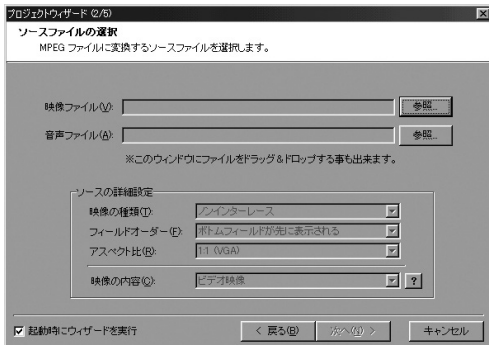 プロジェクトウィザード (2/5)
ソースファイルの選択
MPEG ファイルに変換するソースファイルを選択します。
映像ファイル(V): 参照...
音声ファイル(A): 参照...
※このウィンドウにファイルをドラッグ&ドロップする事も出来ます。
ソースの詳細設定
映像の種類(T): ノンインターレース
フィールドオーダー(F): ボトムフィールドが先に表示される
アスペクト比(R): 1:1 (VGA)
映像の内容(C): ビデオ映像 ?
起動時にウィザードを実行 < 戻る(B) 次へ(N) > キャンセル